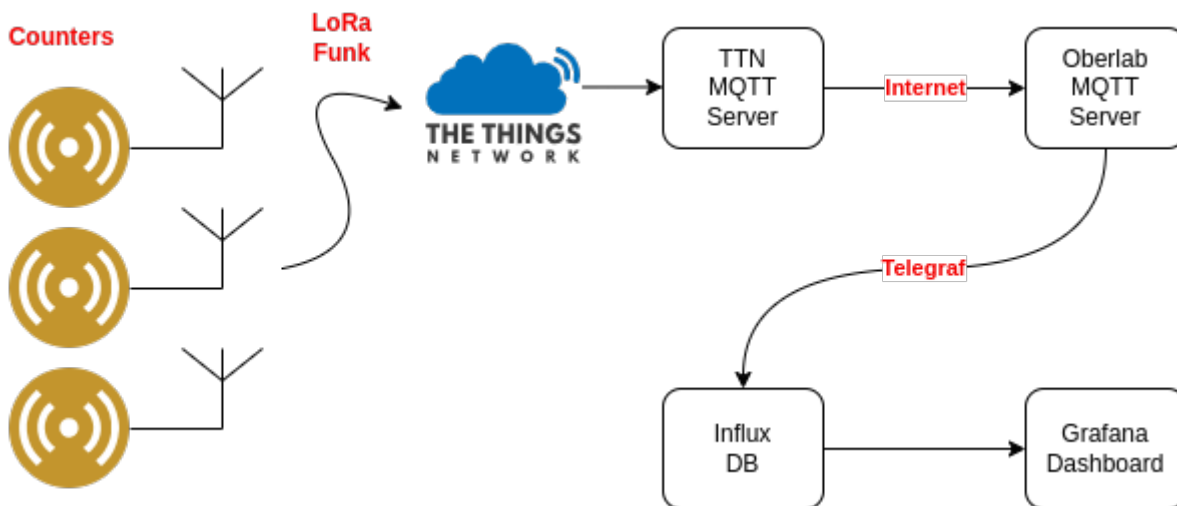 Counters
LoRa
Funk
THE THINGS
NETWORK
TTN
MQTT
Server
Internet
Oberlab
MQTT
Server
Telegraf
Influx
DB
Grafana
Dashboard